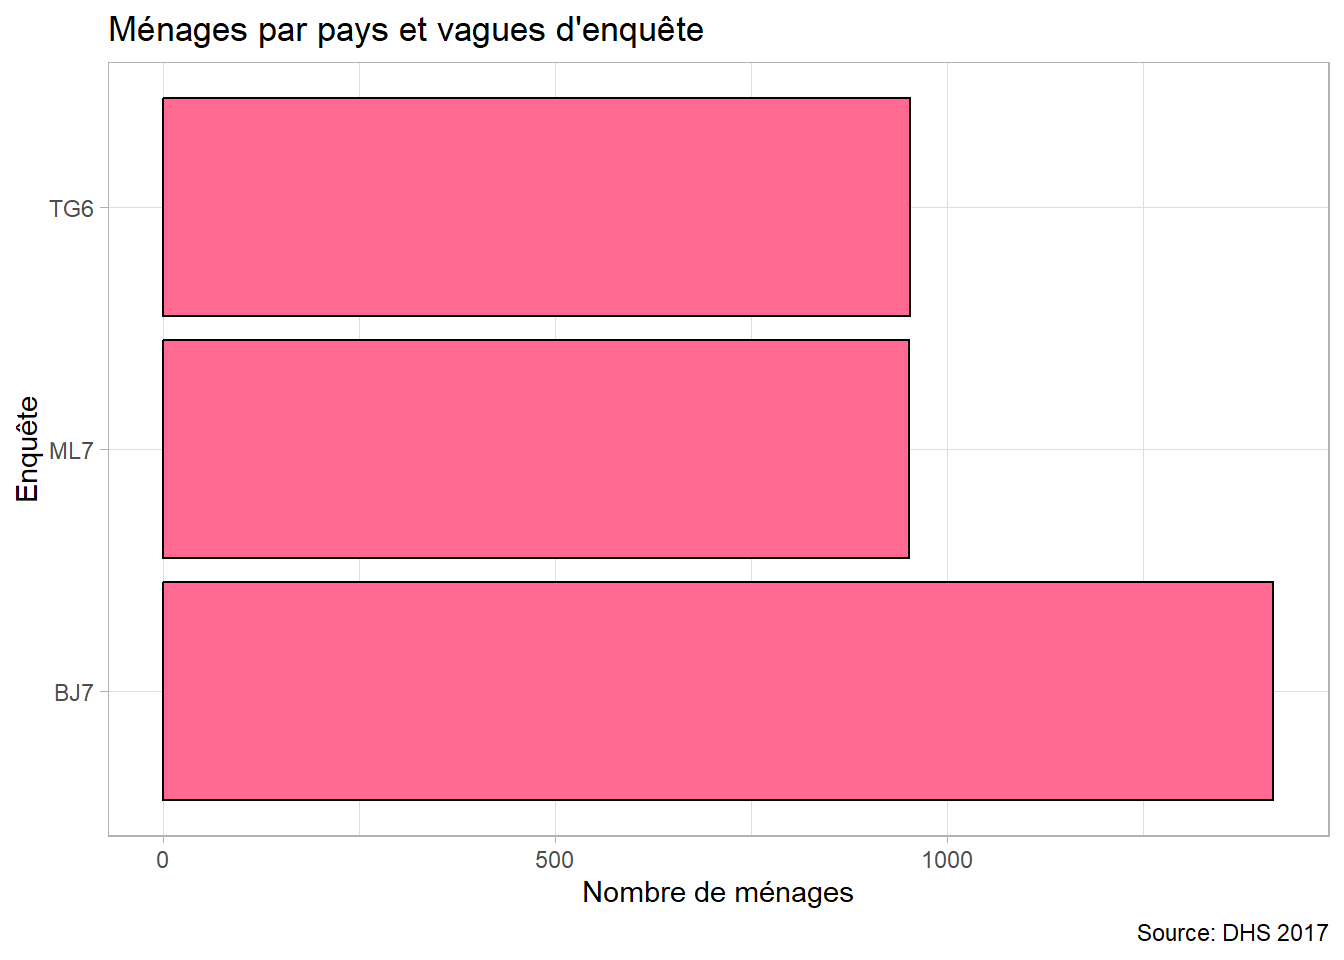 Ménages par pays et vagues d'enquête
TG6
ML7
BJ7
Enquête
0 500 1000
Nombre de ménages
Source: DHS 2017